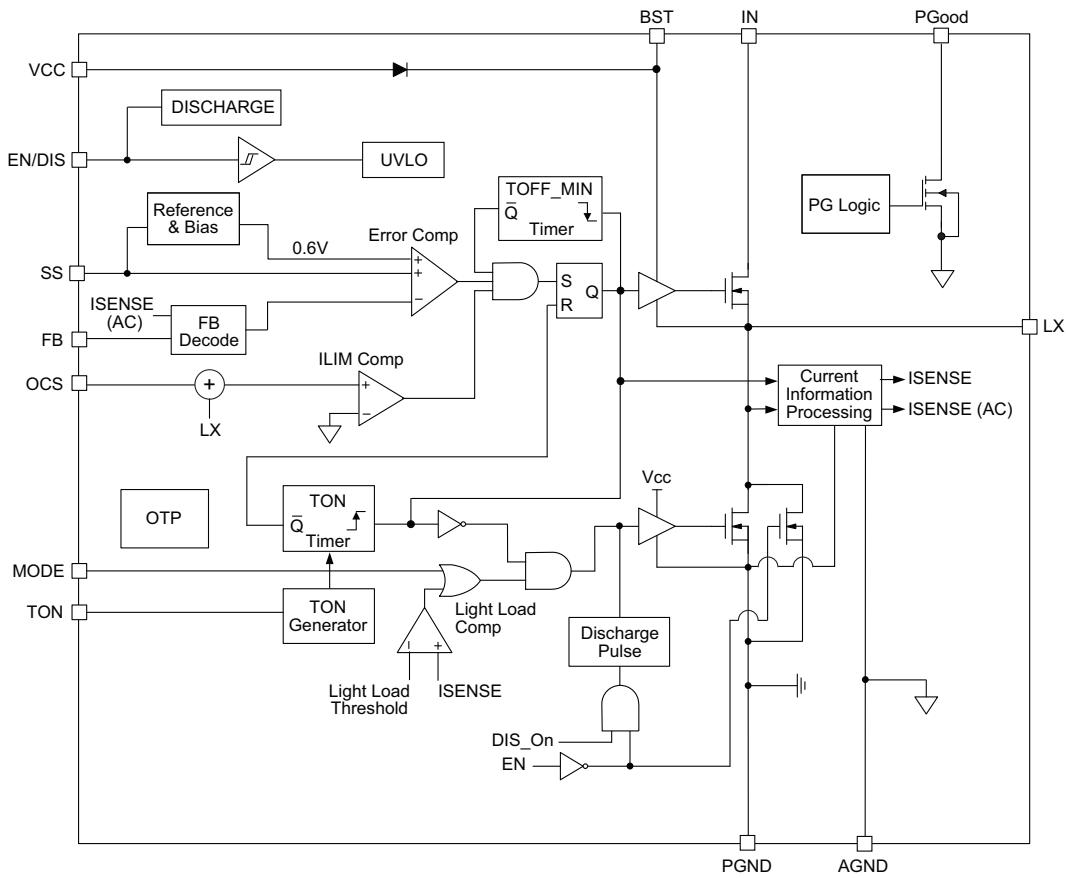 BST
IN
PGood
VCC
DISCHARGE
EN/DIS
UVLO
TOFF_MIN
Q̅
Timer
Reference
& Bias
PG Logic
0.6V
Error Comp
+
+
–
S
Q
R
SS
ISENSE
(AC)
FB
Decode
FB
LX
ILIM Comp
OCS
+
+
–
LX
Current
Information
Processing
ISENSE
ISENSE (AC)
Vcc
OTP
TON
Q̅
Timer
MODE
TON
TON
Generator
Light Load
Comp
–
+
Light Load
Threshold
ISENSE
Discharge
Pulse
DIS_On
EN
PGND
AGND